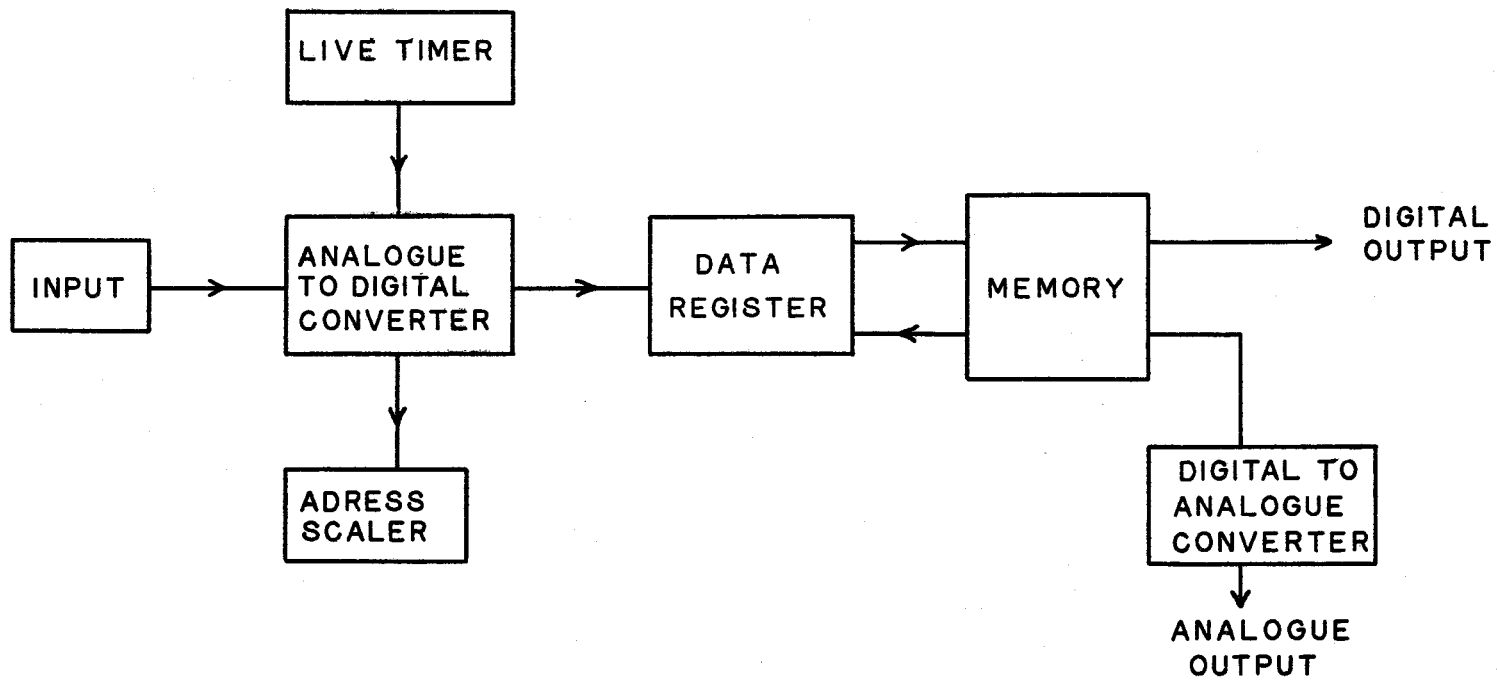 LIVE TIMER
INPUT
ANALOGUE
TO DIGITAL
CONVERTER
DATA
REGISTER
MEMORY
DIGITAL
OUTPUT
ADRESS
SCALER
DIGITAL TO
ANALOGUE
CONVERTER
ANALOGUE
OUTPUT